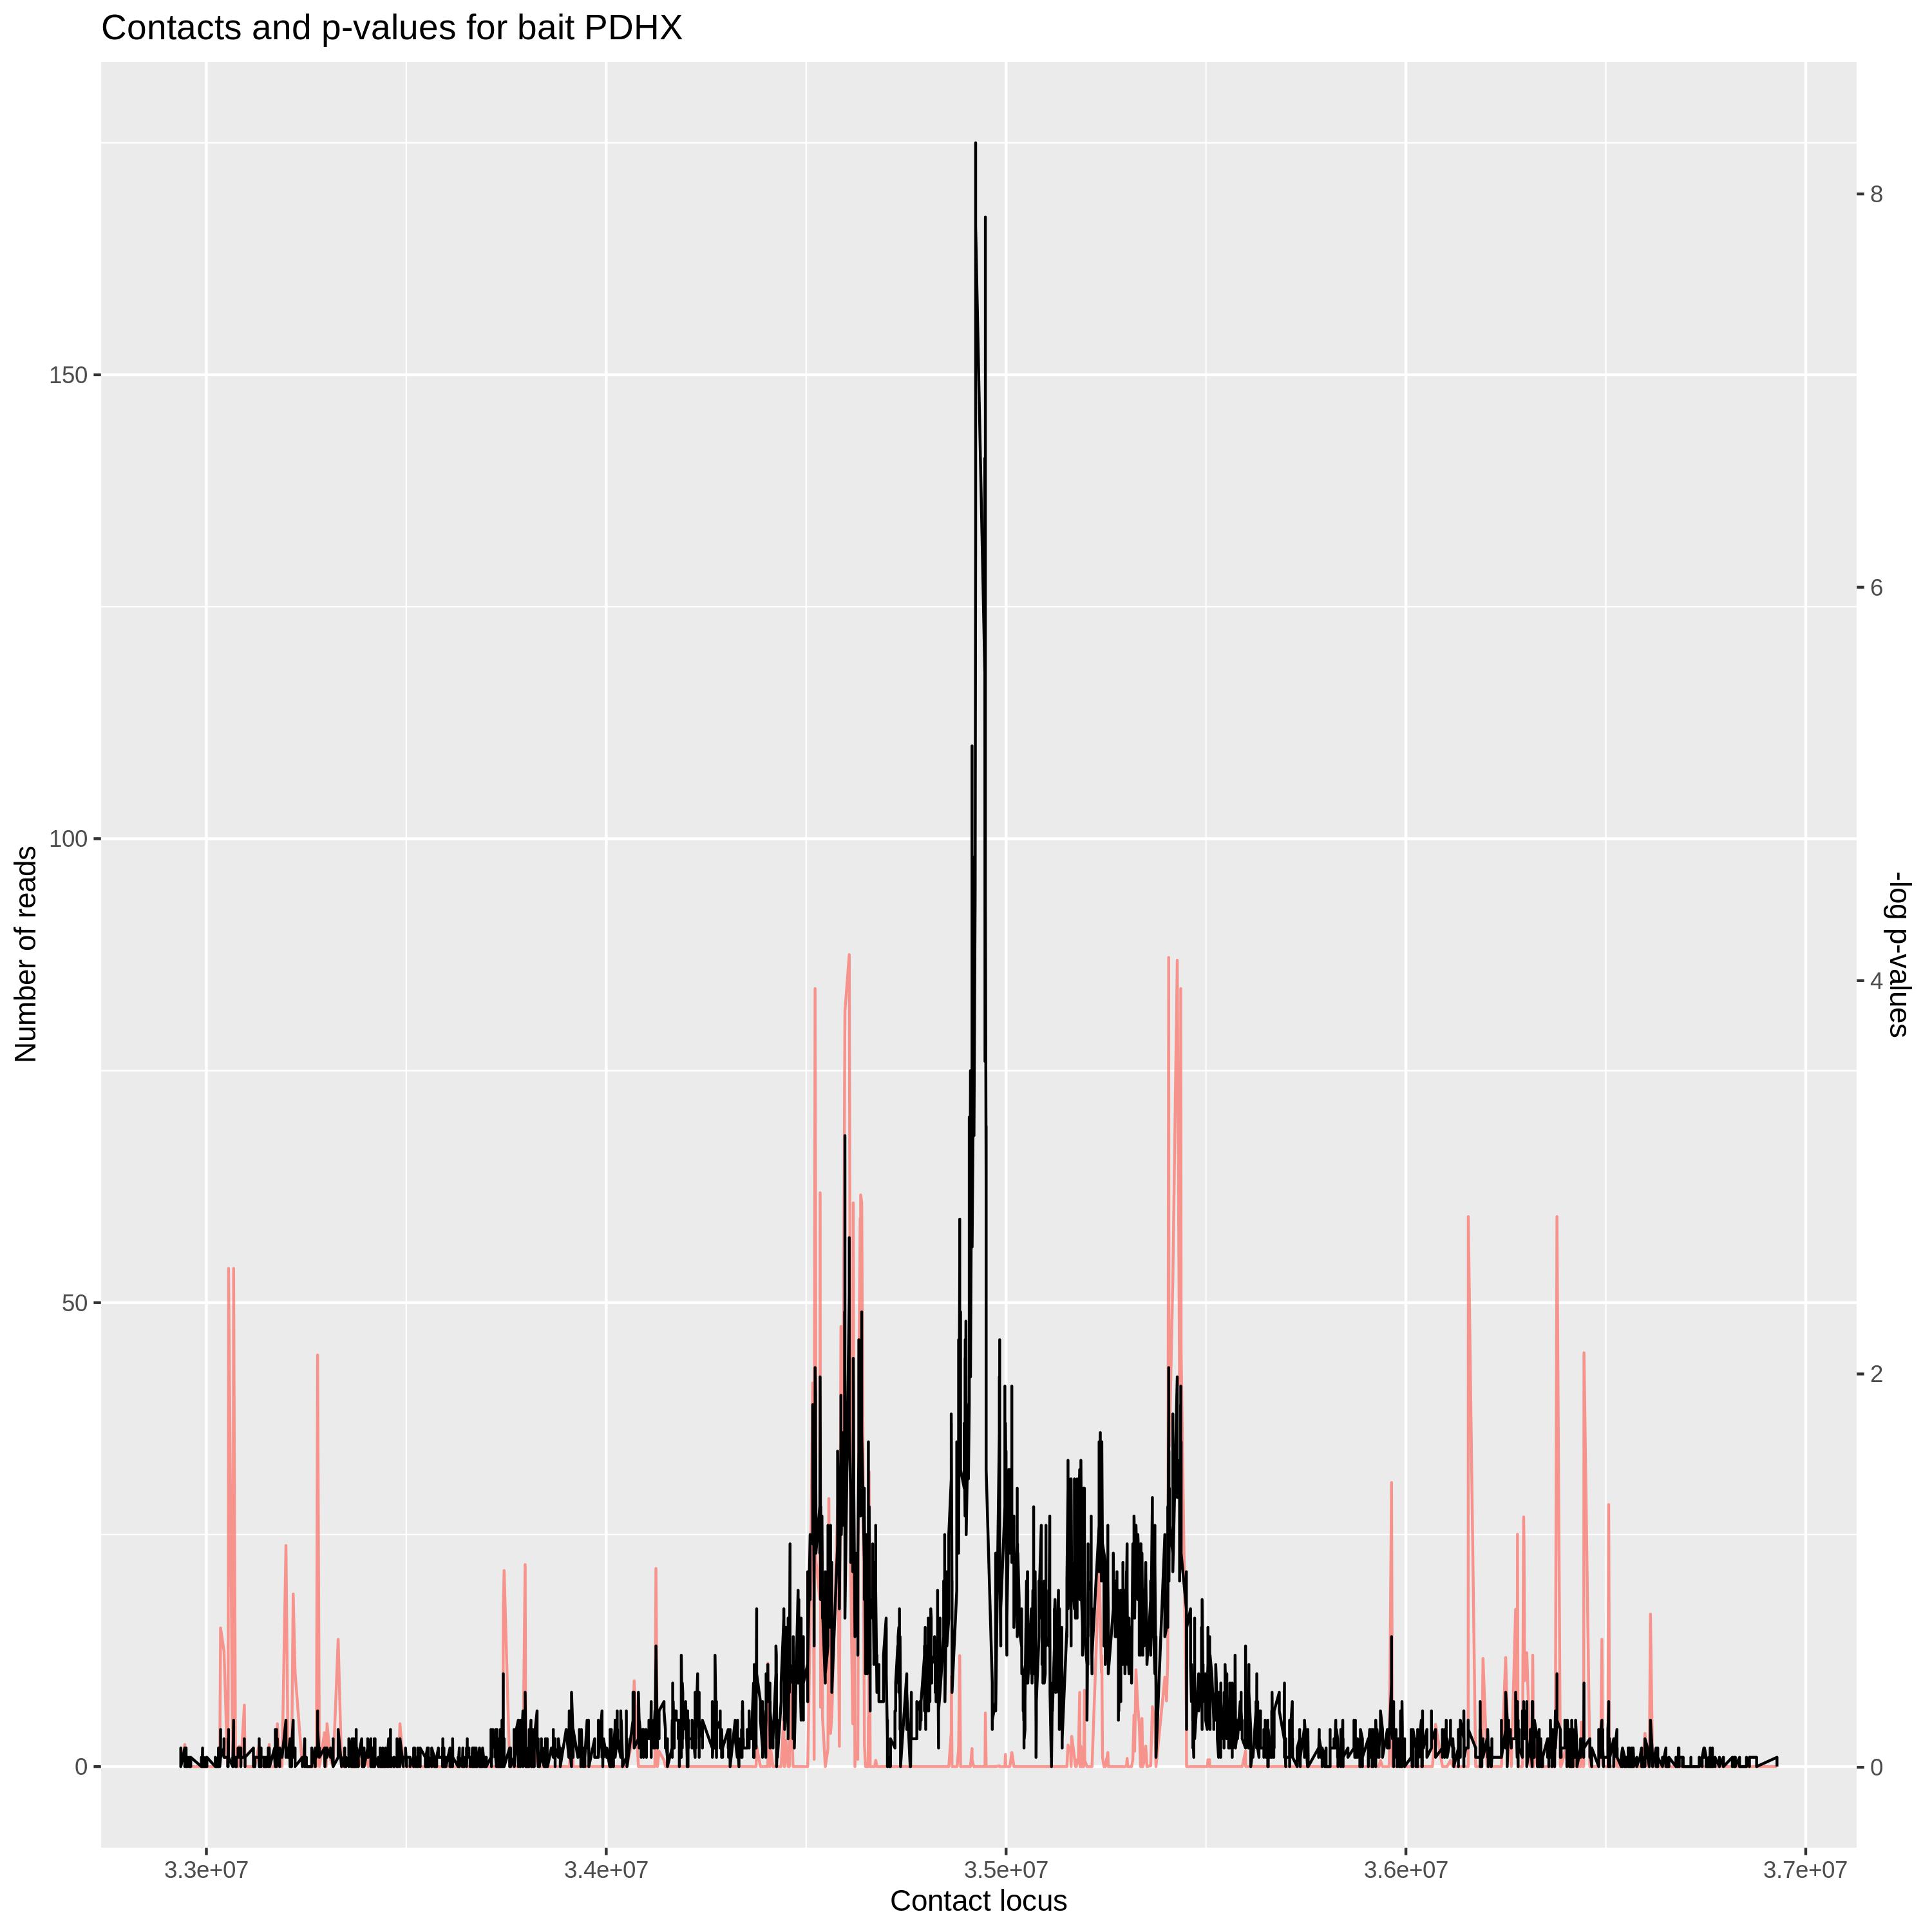 Contacts and p-values for bait PDHX
150
100
50
0
Number of reads
8
6
4
2
0
-log p-values
3.3e+07
3.4e+07
3.5e+07
3.6e+07
3.7e+07
Contact locus